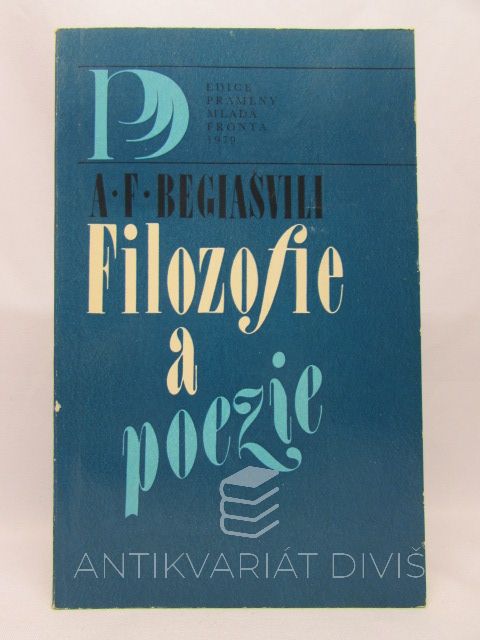 P
EDICE
PRAMENY
MLADÁ
FRONTA
1979
A·F·BEGIAŠVILI
Filozofie
a
poezie
ANTIKVARIÁT DIVIŠ